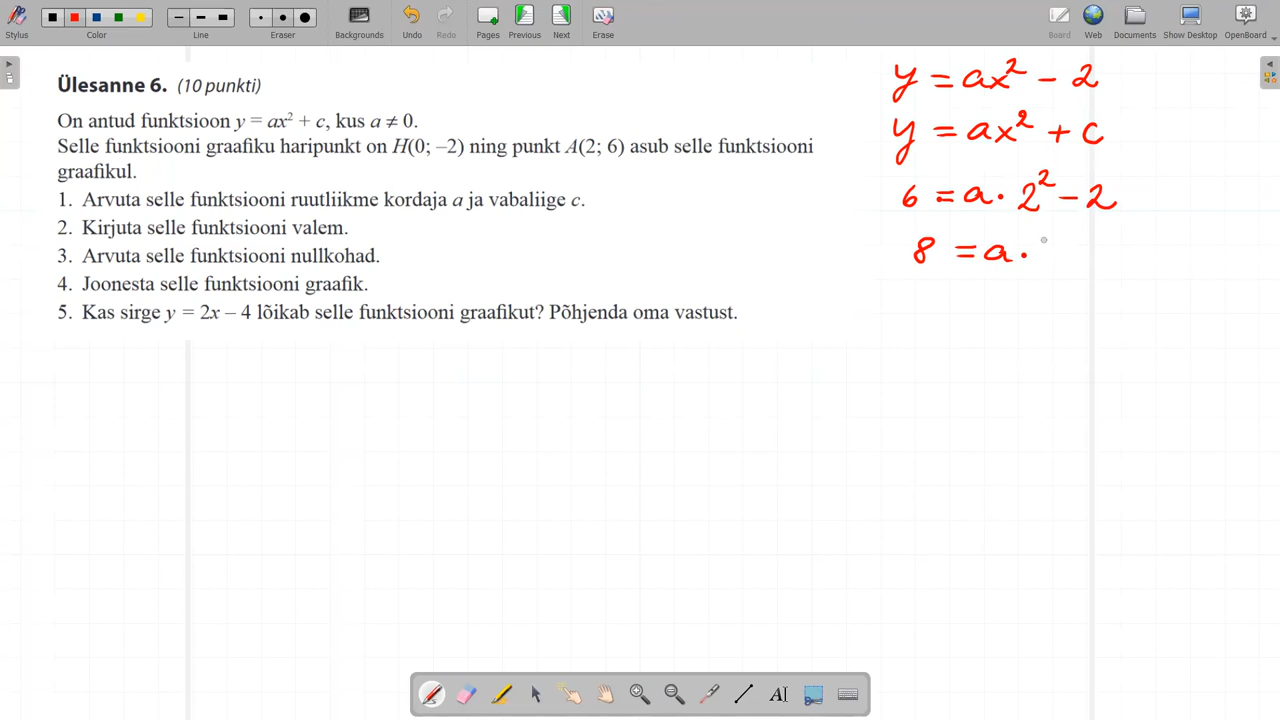 Stylus Color Line Eraser Backgrounds Undo Redo Pages Previous Next Erase Board Web Documents Show Desktop OpenBoard
Ülesanne 6. (10 punkti)
On antud funktsioon y = ax² + c, kus a ≠ 0.
Selle funktsiooni graafiku haripunkt on H(0; –2) ning punkt A(2; 6) asub selle funktsiooni
graafikul.
1. Arvuta selle funktsiooni ruutliikme kordaja a ja vabaliige c.
2. Kirjuta selle funktsiooni valem.
3. Arvuta selle funktsiooni nullkohad.
4. Joonesta selle funktsiooni graafik.
5. Kas sirge y = 2x – 4 lõikab selle funktsiooni graafikut? Põhjenda oma vastust.
y = ax² – 2
y = ax² + c
6 = a · 2² – 2
8 = a ·
AI